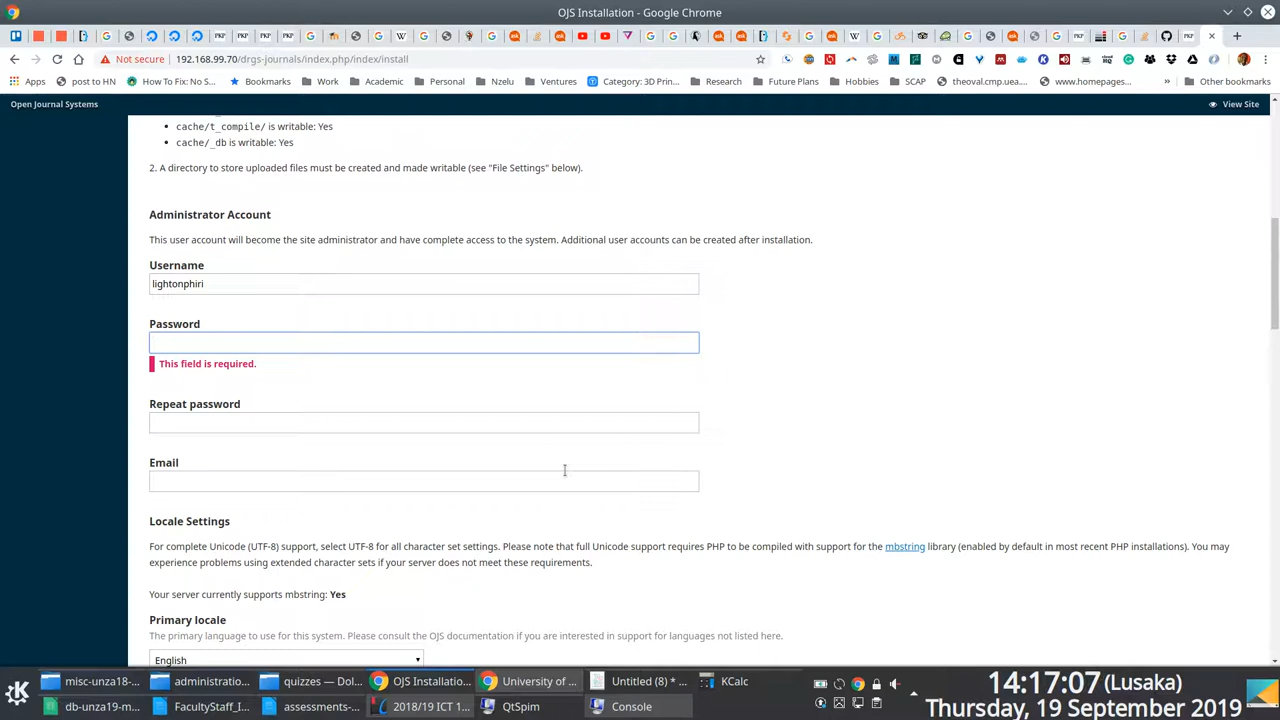 OJS Installation - Google Chrome
Not secure
192.168.99.70/drgs-journals/index.php/index/install
Apps
post to HN
How To Fix: No S...
Bookmarks
Work
Academic
Personal
Nzelu
Ventures
Category: 3D Prin...
Research
Future Plans
Hobbies
SCAP
theoval.cmp.uea....
www.homepages...
»
Other bookmarks
Open Journal Systems
View Site
• cache/t_compile/ is writable: Yes
• cache/_db is writable: Yes
2. A directory to store uploaded files must be created and made writable (see "File Settings" below).
Administrator Account
This user account will become the site administrator and have complete access to the system. Additional user accounts can be created after installation.
Username
lightonphiri
Password
This field is required.
Repeat password
Email
Locale Settings
For complete Unicode (UTF-8) support, select UTF-8 for all character set settings. Please note that full Unicode support requires PHP to be compiled with support for the mbstring library (enabled by default in most recent PHP installations). You may
experience problems using extended character sets if your server does not meet these requirements.
Your server currently supports mbstring: Yes
Primary locale
The primary language to use for this system. Please consult the OJS documentation if you are interested in support for languages not listed here.
English
misc-unza18-...
administratio...
quizzes — Dol...
OJS Installatio...
University of ...
Untitled (8) * ...
KCalc
db-unza19-m...
FacultyStaff_I...
assessments-...
2018/19 ICT 1...
QtSpim
Console
14:17:07 (Lusaka)
Thursday, 19 September 2019